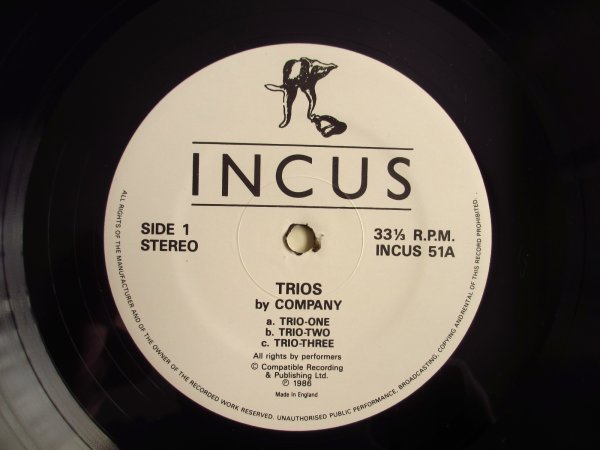 INCUS
SIDE 1
STEREO
33⅓ R.P.M.
INCUS 51A
TRIOS
by COMPANY
a. TRIO-ONE
b. TRIO-TWO
c. TRIO-THREE
All rights by performers
© Compatible Recording
& Publishing Ltd.
℗ 1986
Made in England
ALL RIGHTS OF THE MANUFACTURER AND OF THE OWNER OF THE RECORDED WORK RESERVED. UNAUTHORISED PUBLIC PERFORMANCE, BROADCASTING, COPYING AND RERENTAL OF THIS RECORD PROHIBITED.